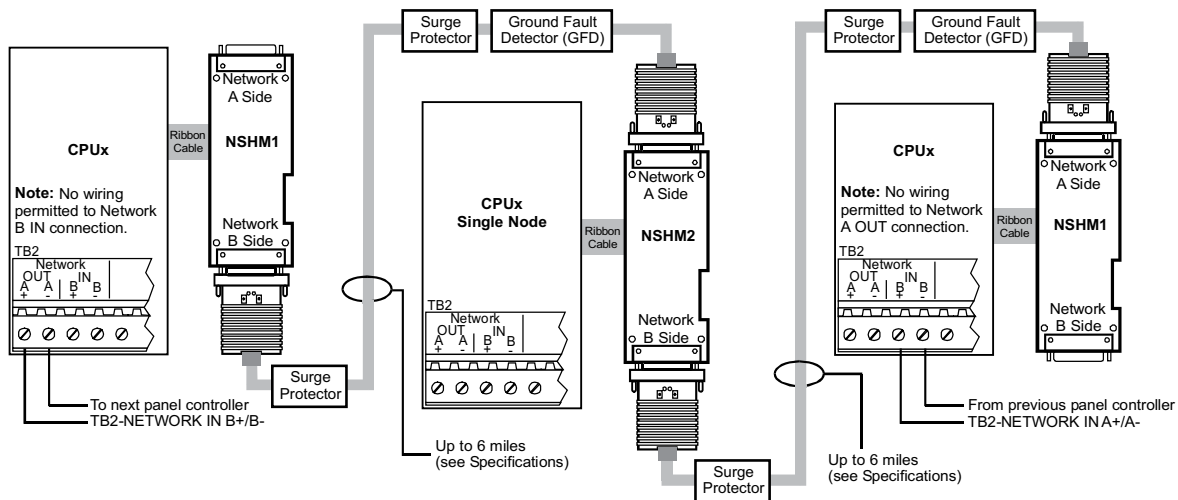 Surge
Protector
Ground Fault
Detector (GFD)
Surge
Protector
Ground Fault
Detector (GFD)
CPUx
Note: No wiring
permitted to Network
B IN connection.
TB2
Network
OUT IN
A A B B
+ - + -
Ribbon
Cable
Network
A Side
NSHM1
Network
B Side
Surge
Protector
To next panel controller
TB2-NETWORK IN B+/B-
CPUx
Single Node
TB2
Network
OUT IN
A A B B
+ - + -
Ribbon
Cable
Network
A Side
NSHM2
Network
B Side
Up to 6 miles
(see Specifications)
Surge
Protector
CPUx
Note: No wiring
permitted to Network
A OUT connection.
TB2
Network
OUT IN
A A B B
+ - + -
Ribbon
Cable
Network
A Side
NSHM1
Network
B Side
From previous panel controller
TB2-NETWORK IN A+/A-
Up to 6 miles
(see Specifications)